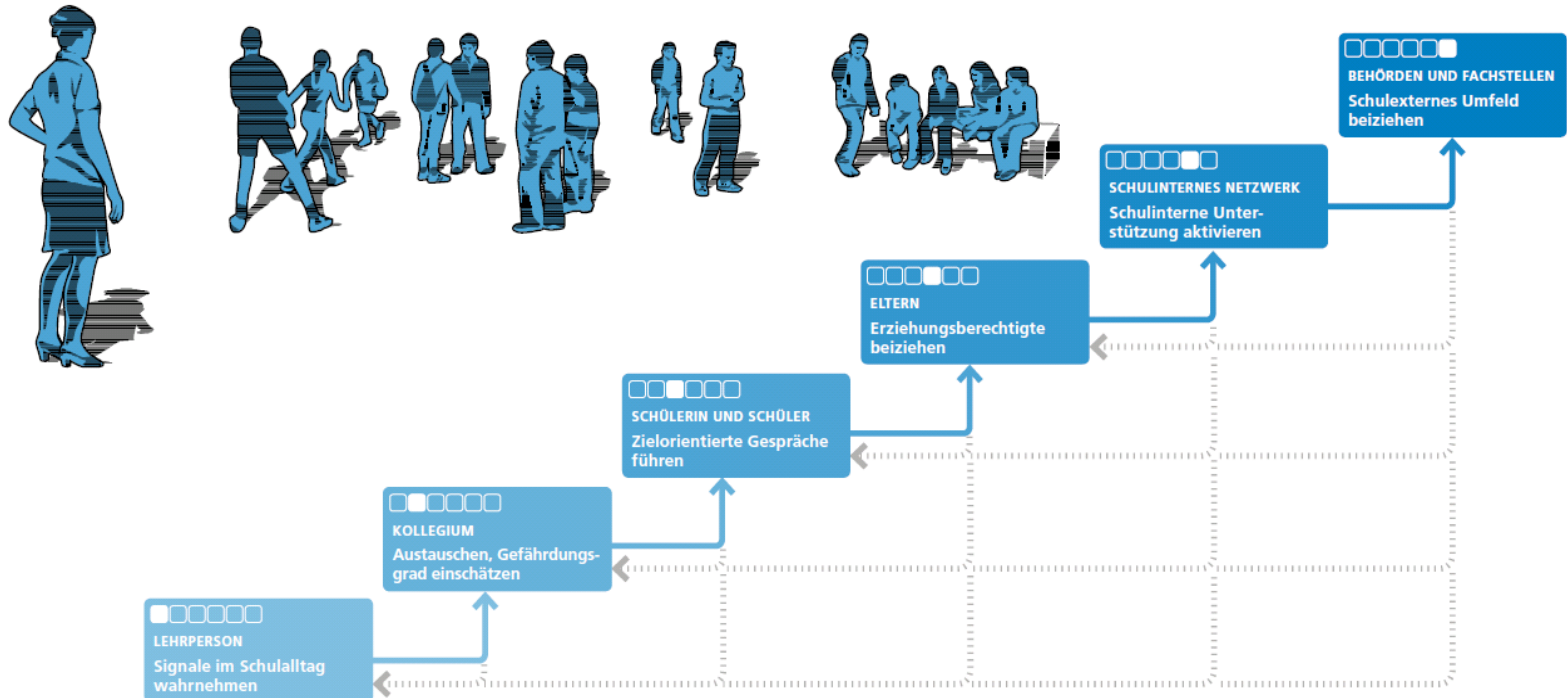 BEHÖRDEN UND FACHSTELLEN
Schulexternes Umfeld
beiziehen
SCHULINTERNES NETZWERK
Schulinterne Unter-
stützung aktivieren
ELTERN
Erziehungsberechtigte
beiziehen
SCHÜLERIN UND SCHÜLER
Zielorientierte Gespräche
führen
KOLLEGIUM
Austauschen, Gefährdungs-
grad einschätzen
LEHRPERSON
Signale im Schulalltag
wahrnehmen